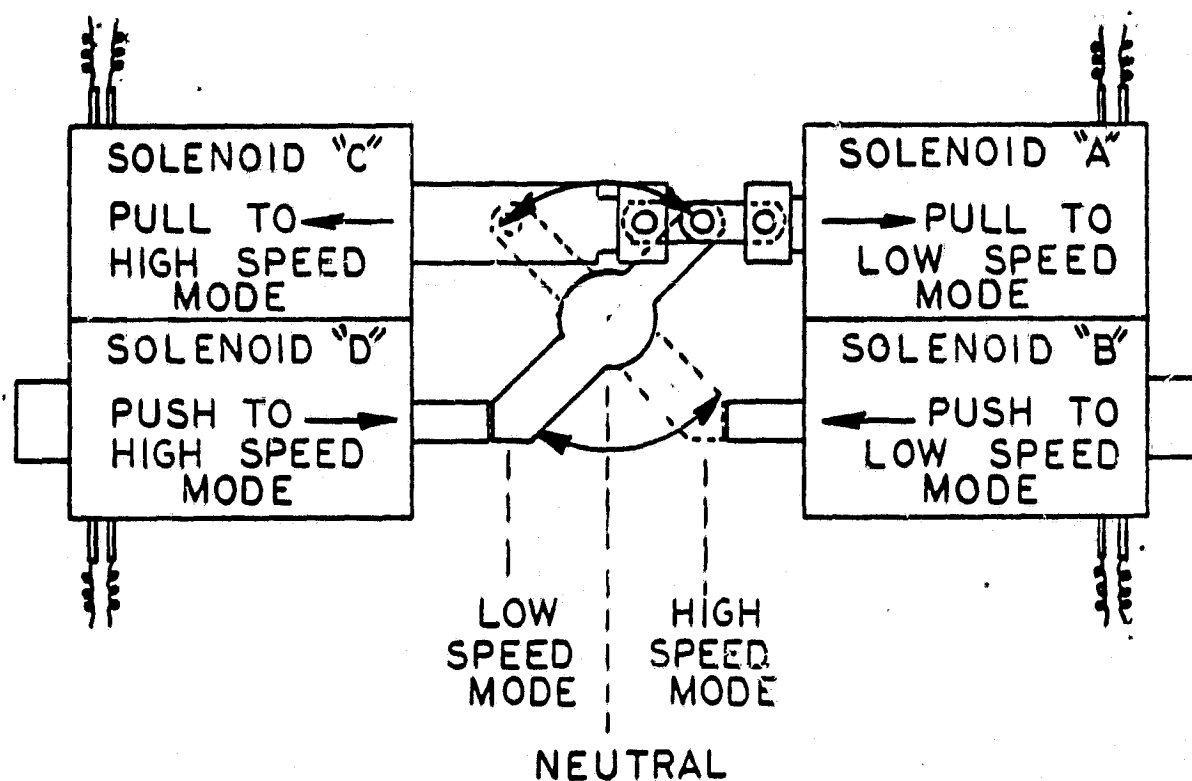 SOLENOID "C"
PULL TO
HIGH SPEED
MODE
SOLENOID "D"
PUSH TO
HIGH SPEED
MODE
SOLENOID "A"
PULL TO
LOW SPEED
MODE
SOLENOID "B"
PUSH TO
LOW SPEED
MODE
LOW
SPEED
MODE
HIGH
SPEED
MODE
NEUTRAL